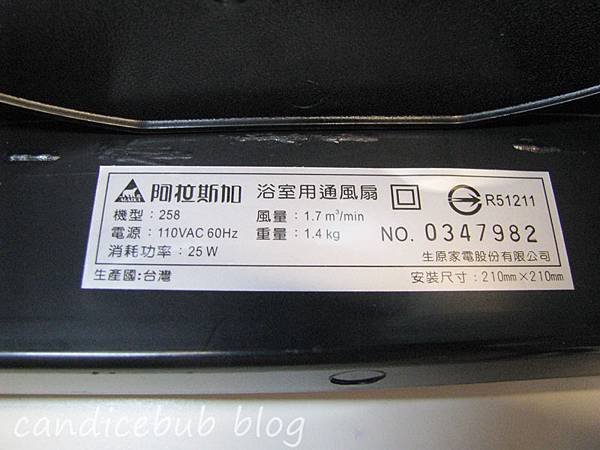 阿拉斯加 浴室用通風扇 R51211
機型：258 風量：1.7 m³/min
電源：110VAC 60Hz 重量：1.4 kg NO. 0347982
消耗功率：25 W 生原家電股份有限公司
生產國:台灣 安裝尺寸：210mm×210mm
candicebub blog